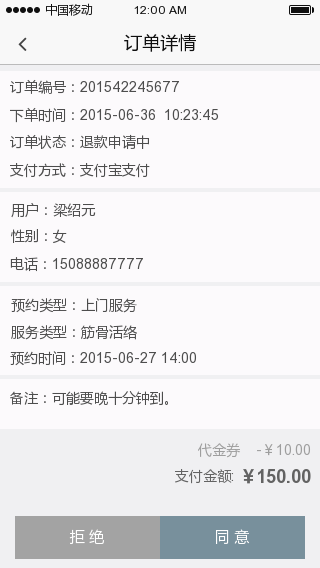 中国移动 12:00 AM
订单详情
订单编号：201542245677
下单时间：2015-06-36 10:23:45
订单状态：退款申请中
支付方式：支付宝支付
用户：梁绍元
性别：女
电话：15088887777
预约类型：上门服务
服务类型：筋骨活络
预约时间：2015-06-27 14:00
备注：可能要晚十分钟到。
代金券 -￥10.00
支付金额: ￥150.00
拒 绝 同 意